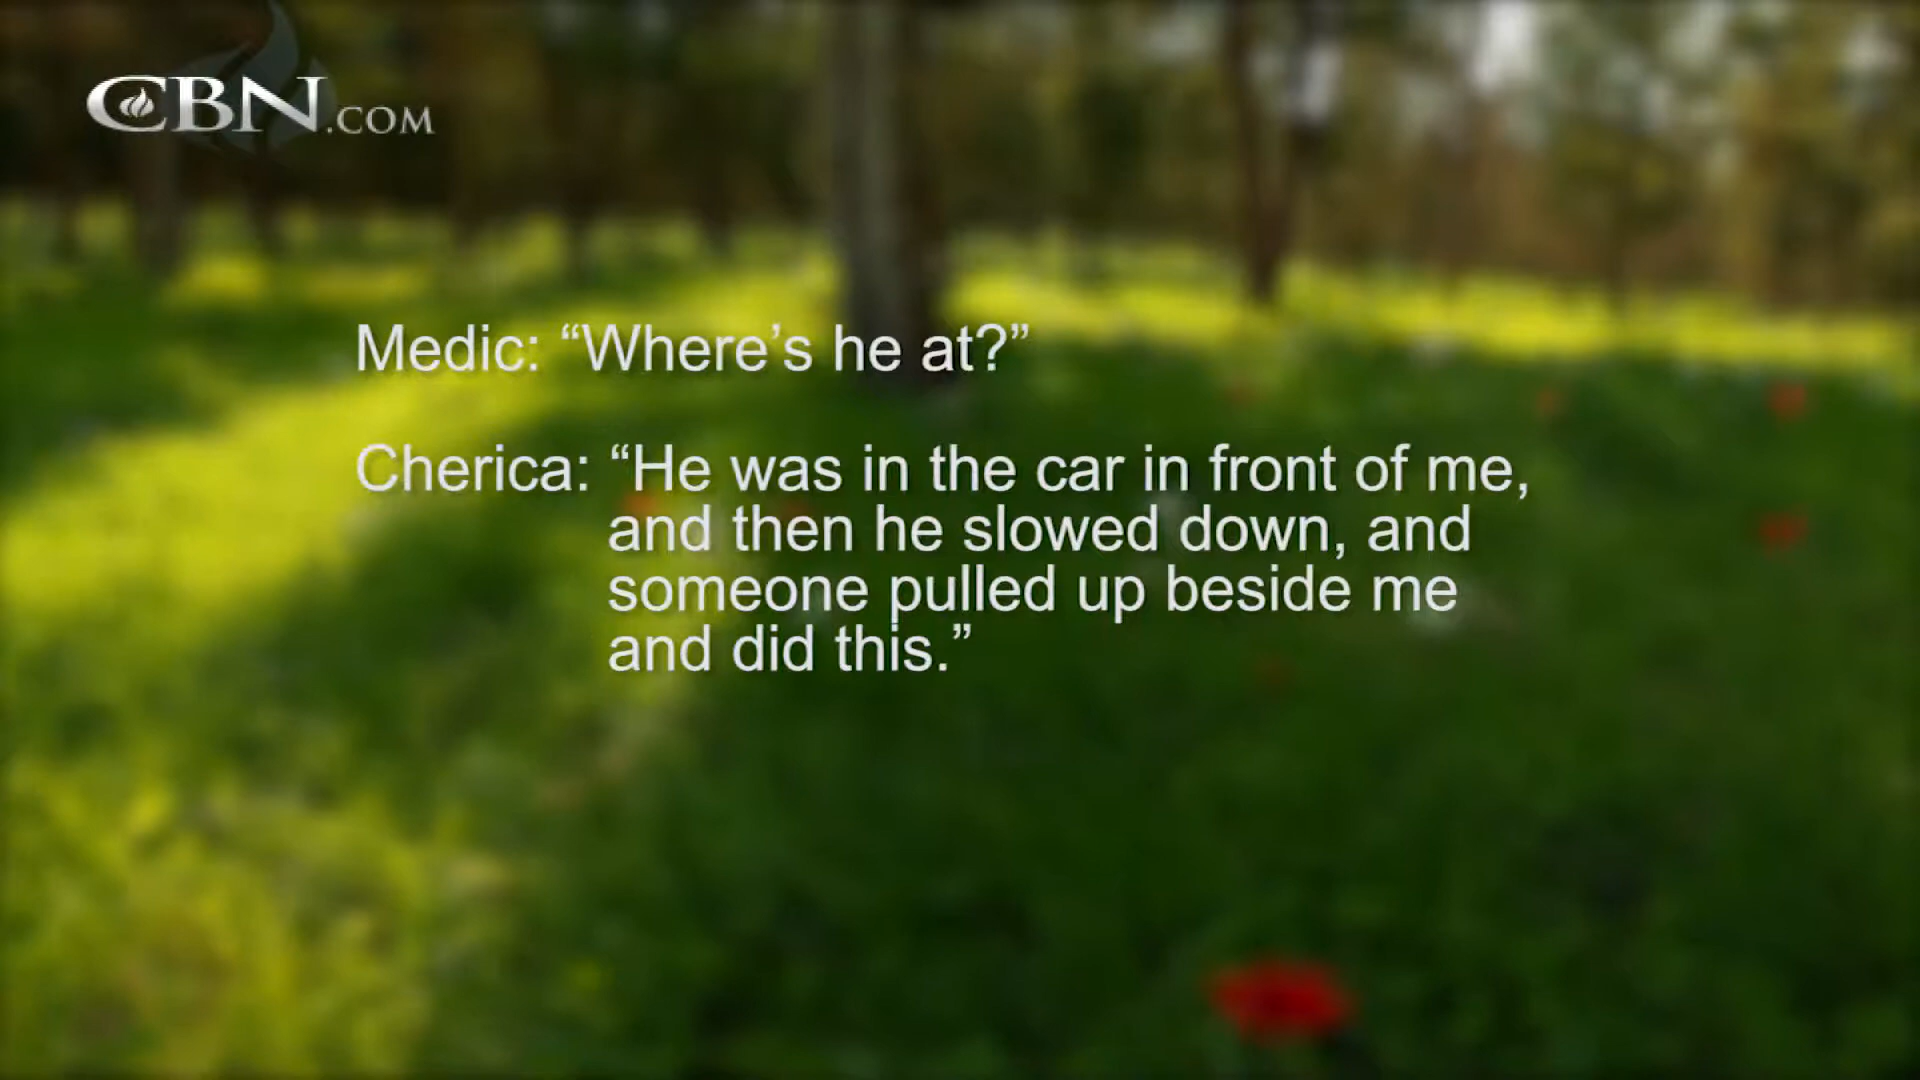 CBN.COM
Medic: “Where’s he at?”
Cherica: “He was in the car in front of me,
and then he slowed down, and
someone pulled up beside me
and did this.”